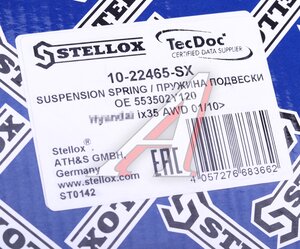 STELLOX
TecDoc
CERTIFIED DATA SUPPLIER
10-22465-SX
SUSPENSION SPRING / ПРУЖИНА ПОДВЕСКИ
OE 553502Y120
Hyundai ix35 AWD 01/10>
Stellox
ATH&S GMBH,
Germany
www.stellox.com
ST0142
EAC
4 057276 683662